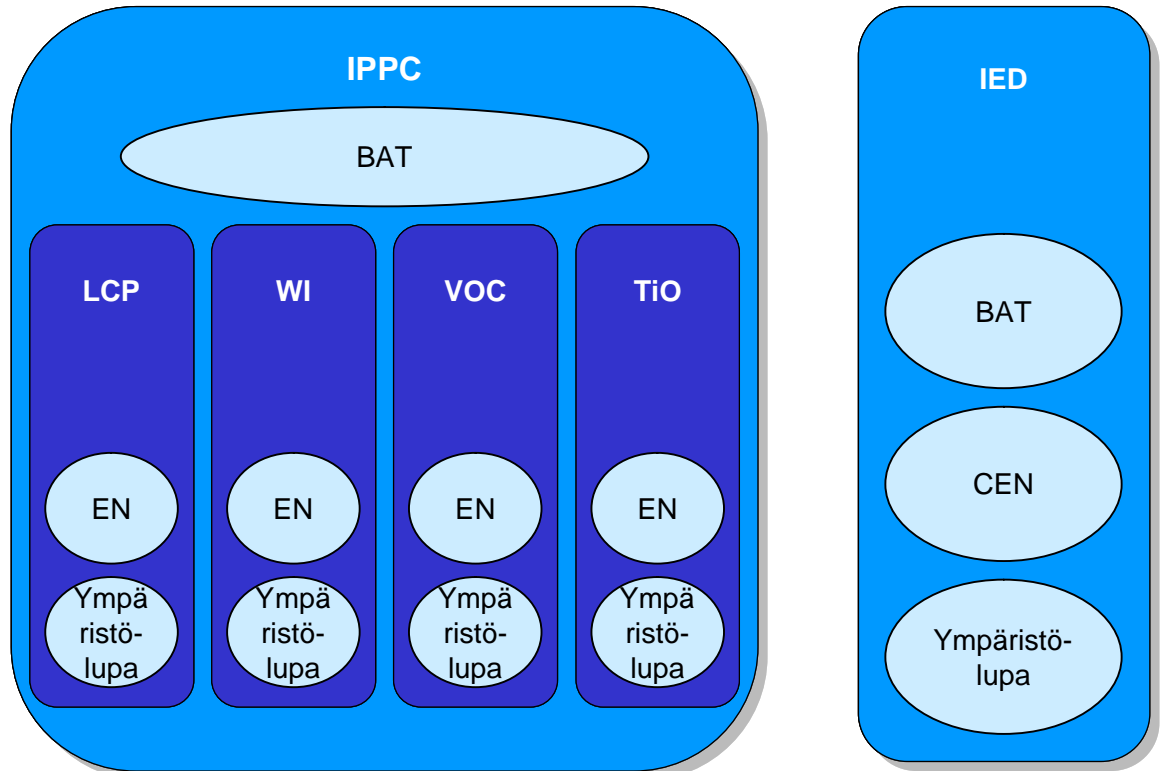 IPPC
BAT
LCP
EN
Ympä
ristö-
lupa
WI
EN
Ympä
ristö-
lupa
VOC
EN
Ympä
ristö-
lupa
TiO
EN
Ympä
ristö-
lupa
IED
BAT
CEN
Ympäristö-
lupa